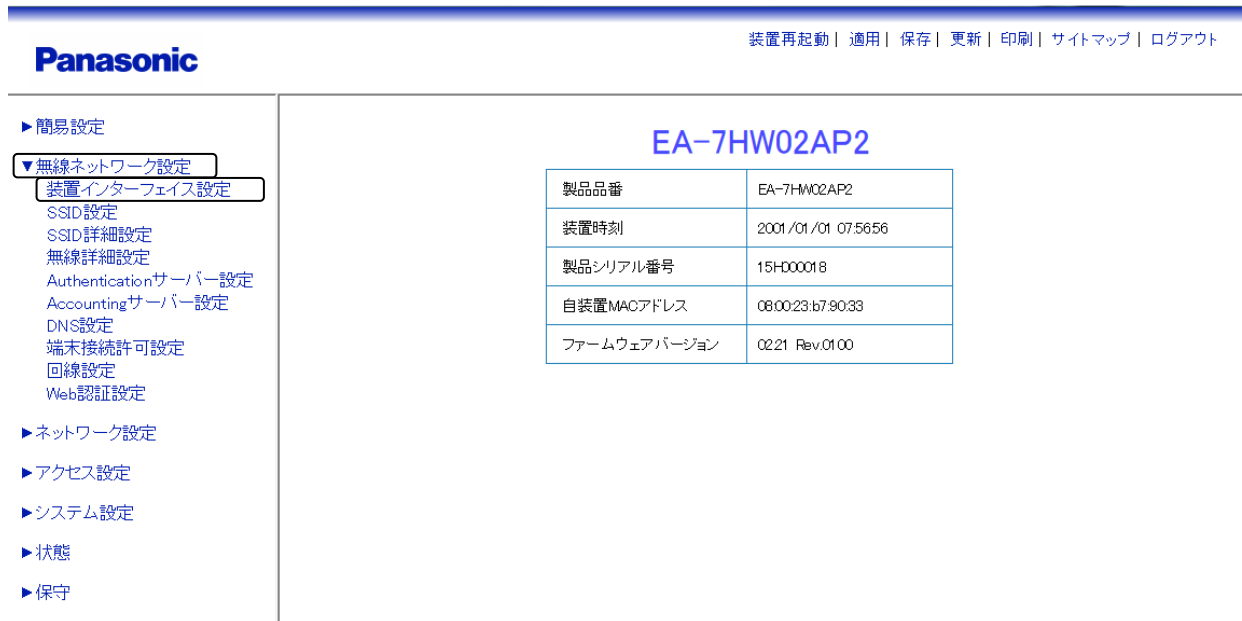 装置再起動| 適用| 保存| 更新| 印刷| サイトマップ| ログアウト
Panasonic
►簡易設定
▼無線ネットワーク設定
装置インターフェイス設定
SSID設定
SSID詳細設定
無線詳細設定
Authenticationサーバー設定
Accountingサーバー設定
DNS設定
端末接続許可設定
回線設定
Web認証設定
►ネットワーク設定
►アクセス設定
►システム設定
►状態
►保守
EA-7HW02AP2
製品品番 EA-7HW02AP2
装置時刻 2001/01/01 07:56:56
製品シリアル番号 15H000018
自装置MACアドレス 08:00:23:b7:90:33
ファームウェアバージョン 02.21 Rev.01.00